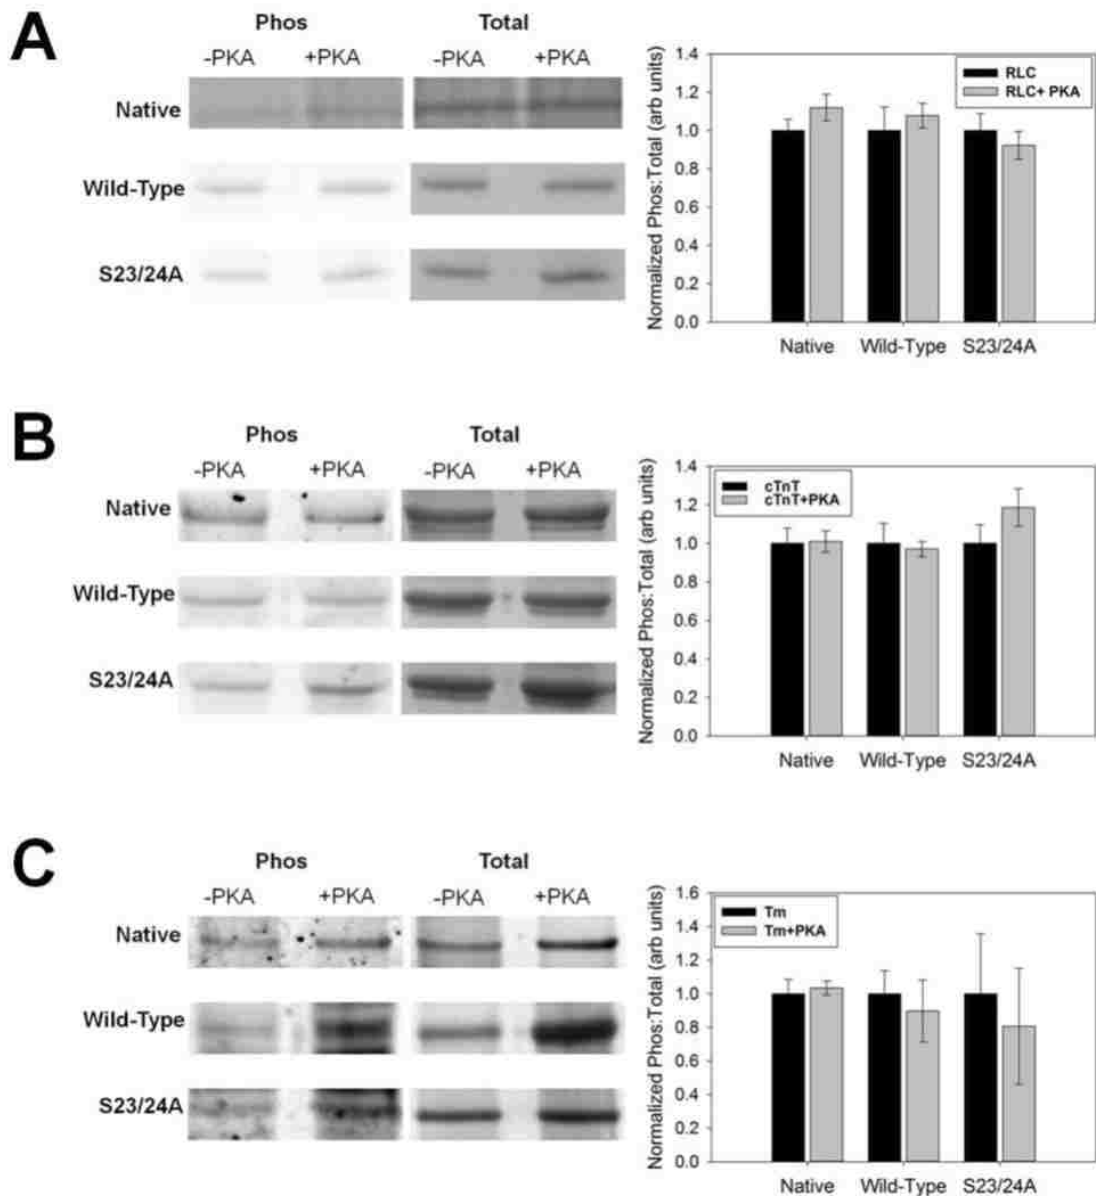 A
Phos Total
-PKA +PKA -PKA +PKA
Native
Wild-Type
S23/24A
Normalized Phos:Total (arb units)
1.4
1.2
1.0
0.8
0.6
0.4
0.2
0.0
RLC
RLC+ PKA
Native Wild-Type S23/24A
B
Phos Total
-PKA +PKA -PKA +PKA
Native
Wild-Type
S23/24A
Normalized Phos:Total (arb units)
1.4
1.2
1.0
0.8
0.6
0.4
0.2
0.0
cTnT
cTnT+PKA
Native Wild-Type S23/24A
C
Phos Total
-PKA +PKA -PKA +PKA
Native
Wild-Type
S23/24A
Normalized Phos:Total (arb units)
1.6
1.4
1.2
1.0
0.8
0.6
0.4
0.2
0.0
Tm
Tm+PKA
Native Wild-Type S23/24A